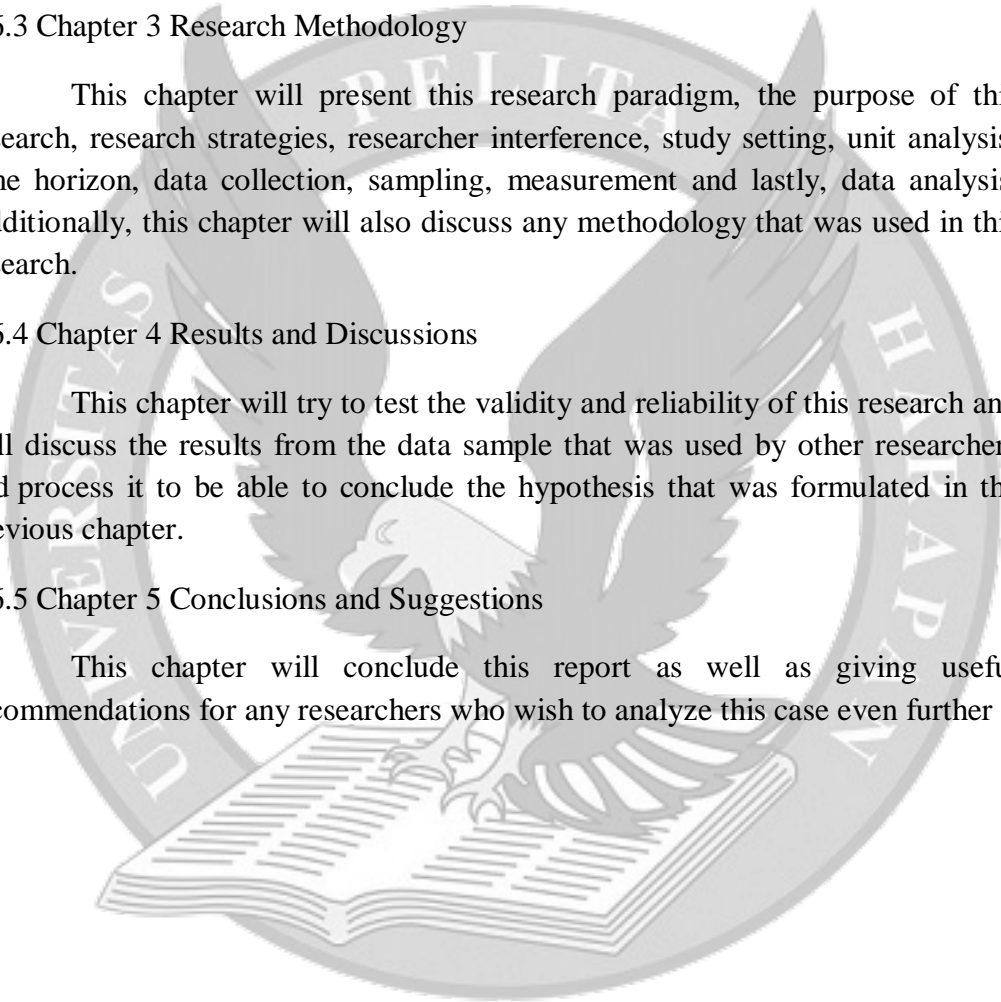 6.3 Chapter 3 Research Methodology
This chapter will present this research paradigm, the purpose of thi
search, research strategies, researcher interference, study setting, unit analysis
ne horizon, data collection, sampling, measurement and lastly, data analysis
dditionally, this chapter will also discuss any methodology that was used in thi
search.
6.4 Chapter 4 Results and Discussions
This chapter will try to test the validity and reliability of this research an
ll discuss the results from the data sample that was used by other researcher
d process it to be able to conclude the hypothesis that was formulated in th
evious chapter.
6.5 Chapter 5 Conclusions and Suggestions
This chapter will conclude this report as well as giving usefu
commendations for any researchers who wish to analyze this case even further
UNIVERSITAS PELITA HARAPAN